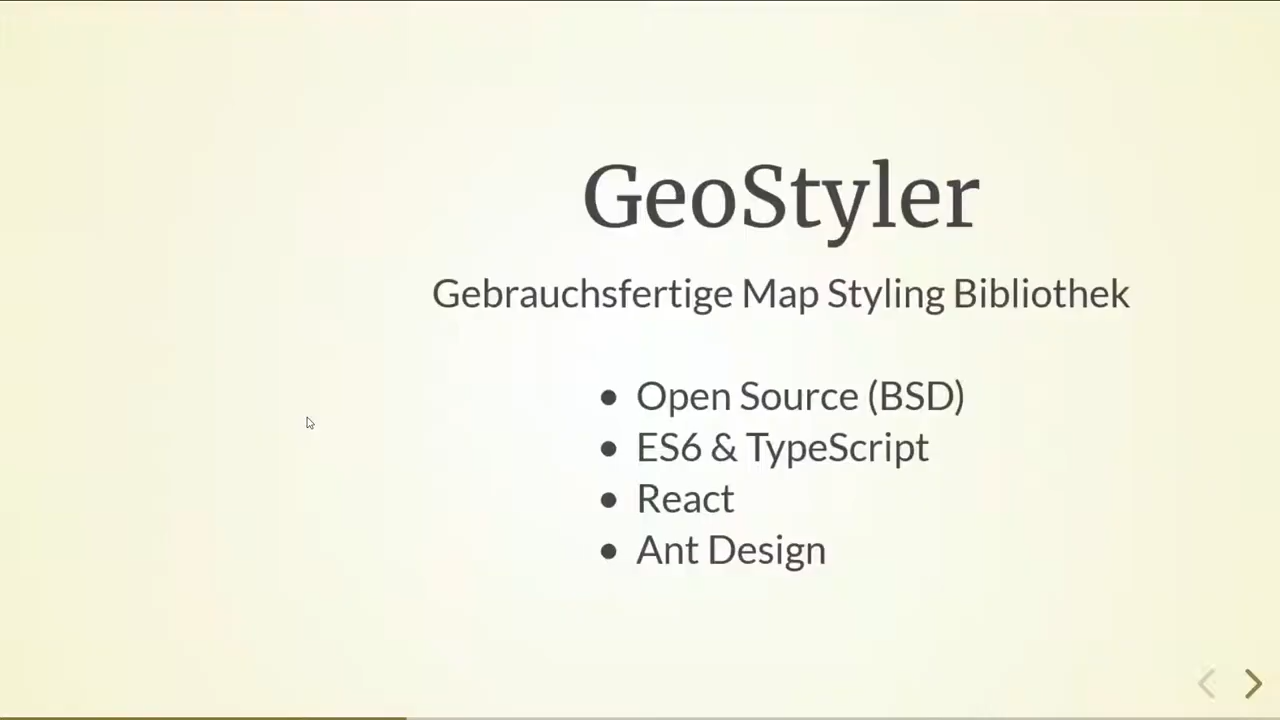 GeoStyler
Gebrauchsfertige Map Styling Bibliothek
• Open Source (BSD)
• ES6 & TypeScript
• React
• Ant Design